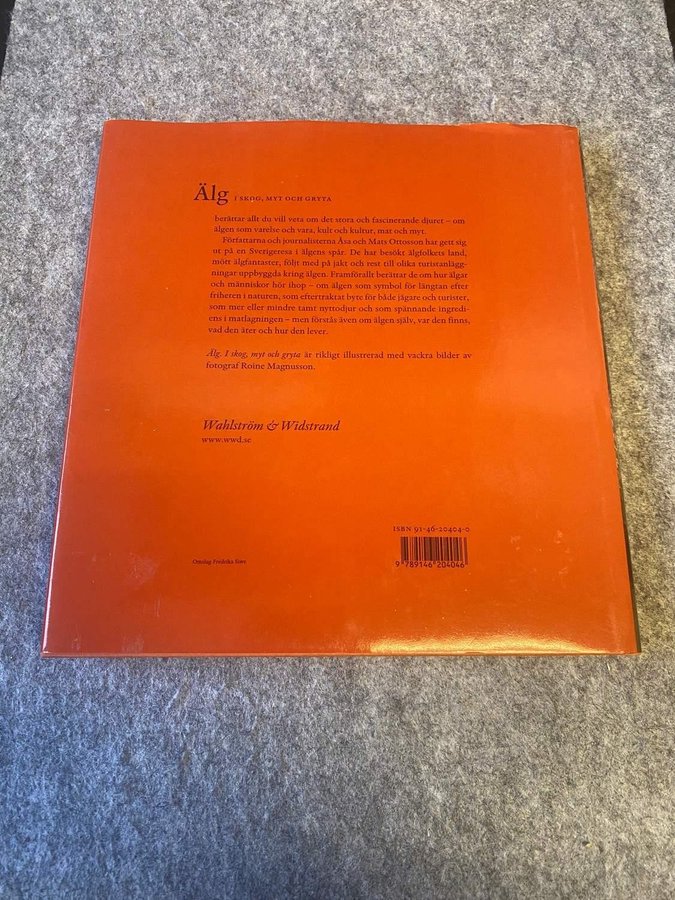 Älg I SKOG, MYT OCH GRYTA
berättar allt du vill veta om det stora och fascinerande djuret – om
älgen som varelse och vara, kult och kultur, mat och myt.
Författarna och journalisterna Åsa och Mats Ottosson har gett sig
ut på en Sverigeresa i älgens spår. De har besökt älgfolkets land,
mött älgfantaster, följt med på jakt och rest till olika turistanlägg-
ningar uppbyggda kring älgen. Framförallt berättar de om hur älgar
och människor hör ihop – om älgen som symbol för längtan efter
friheten i naturen, som eftertraktat byte för både jägare och turister,
som mer eller mindre tamt nyttodjur och som spännande ingredi-
ens i matlagningen – men förstås även om älgen själv, var den finns,
vad den äter och hur den lever.
Älg. I skog, myt och gryta är rikligt illustrerad med vackra bilder av
fotograf Roine Magnusson.
Wahlström & Widstrand
www.wwd.se
ISBN 91-46-20404-0
9 789146 204046
Omslag Fredrika Siwe